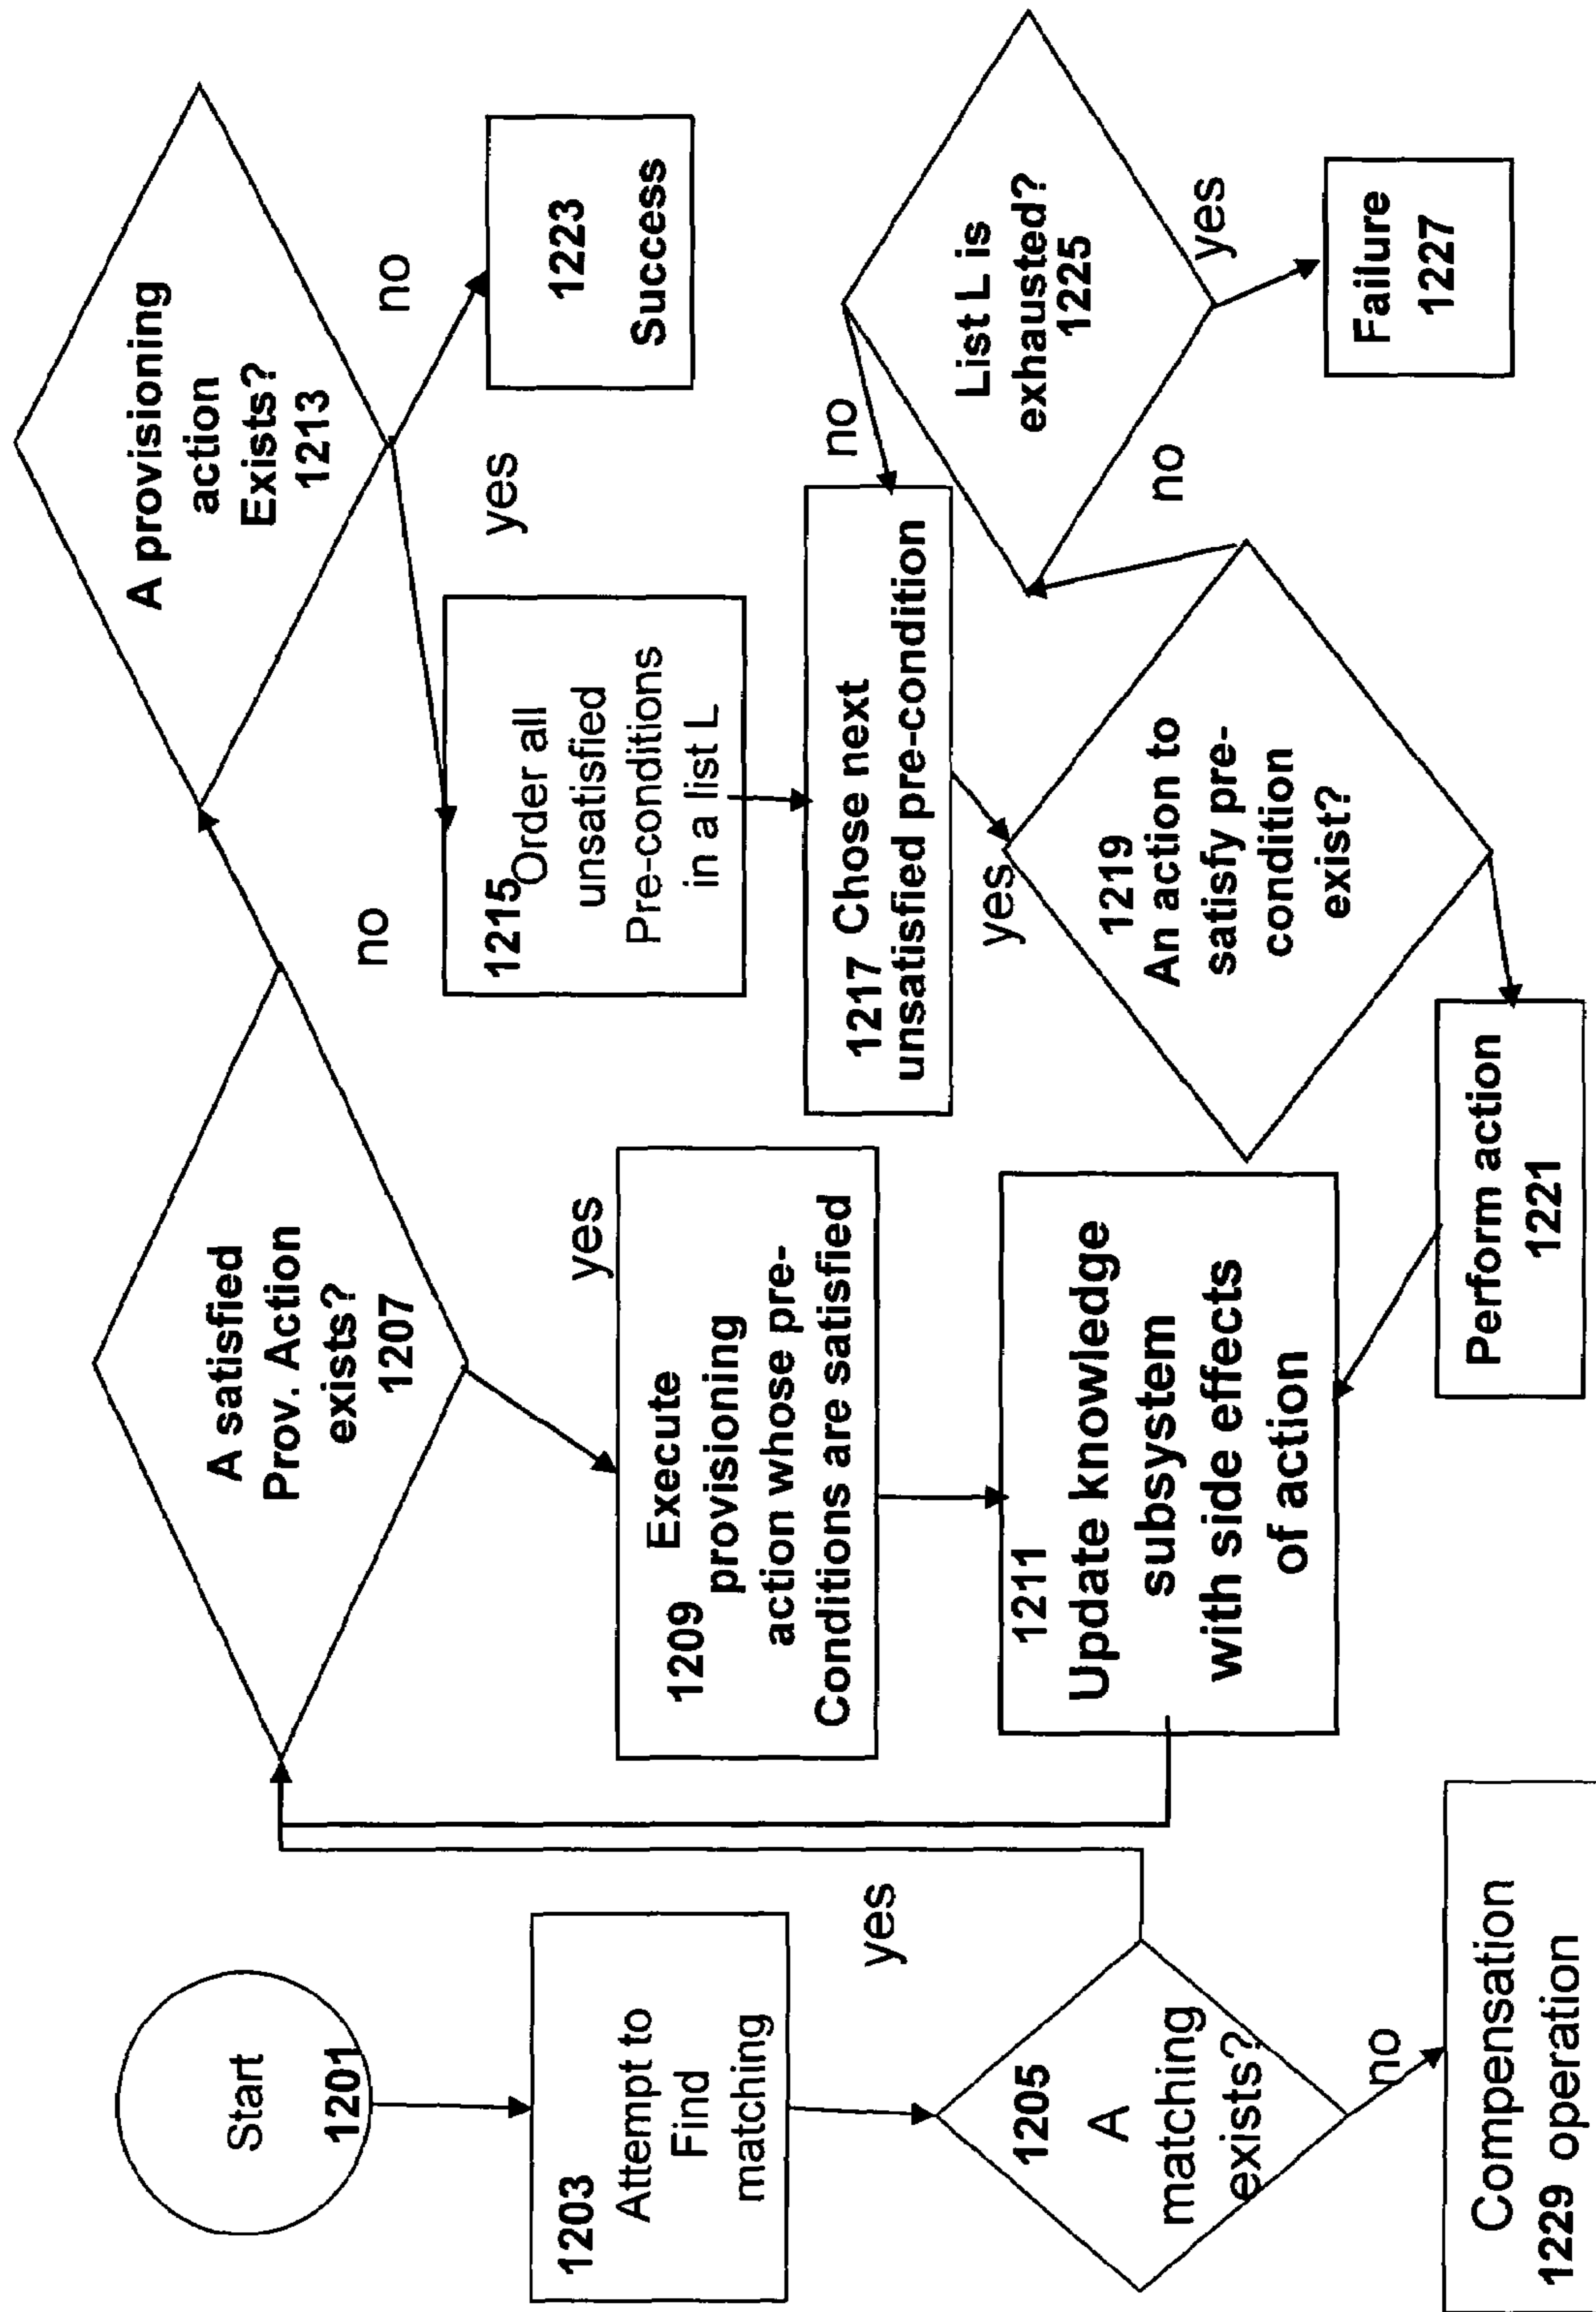 Start
1201
1203
Attempt to
Find
matching
yes
1205
A
matching
exists?
no
Compensation
1229 operation
A satisfied
Prov. Action
exists?
1207
no
yes
Execute
1209 provisioning
action whose pre-
Conditions are satisfied
1211
Update knowledge
subsystem
with side effects
of action
A provisioning
action
Exists?
1213
no
yes
1223
Success
1215 Order all
unsatisfied
Pre-conditions
in a list L
1217 Chose next
unsatisfied pre-condition
yes
1219
An action to
satisfy pre-
condition
exist?
no
no
List L is
exhausted?
1225
yes
Failure
1227
Perform action
1221